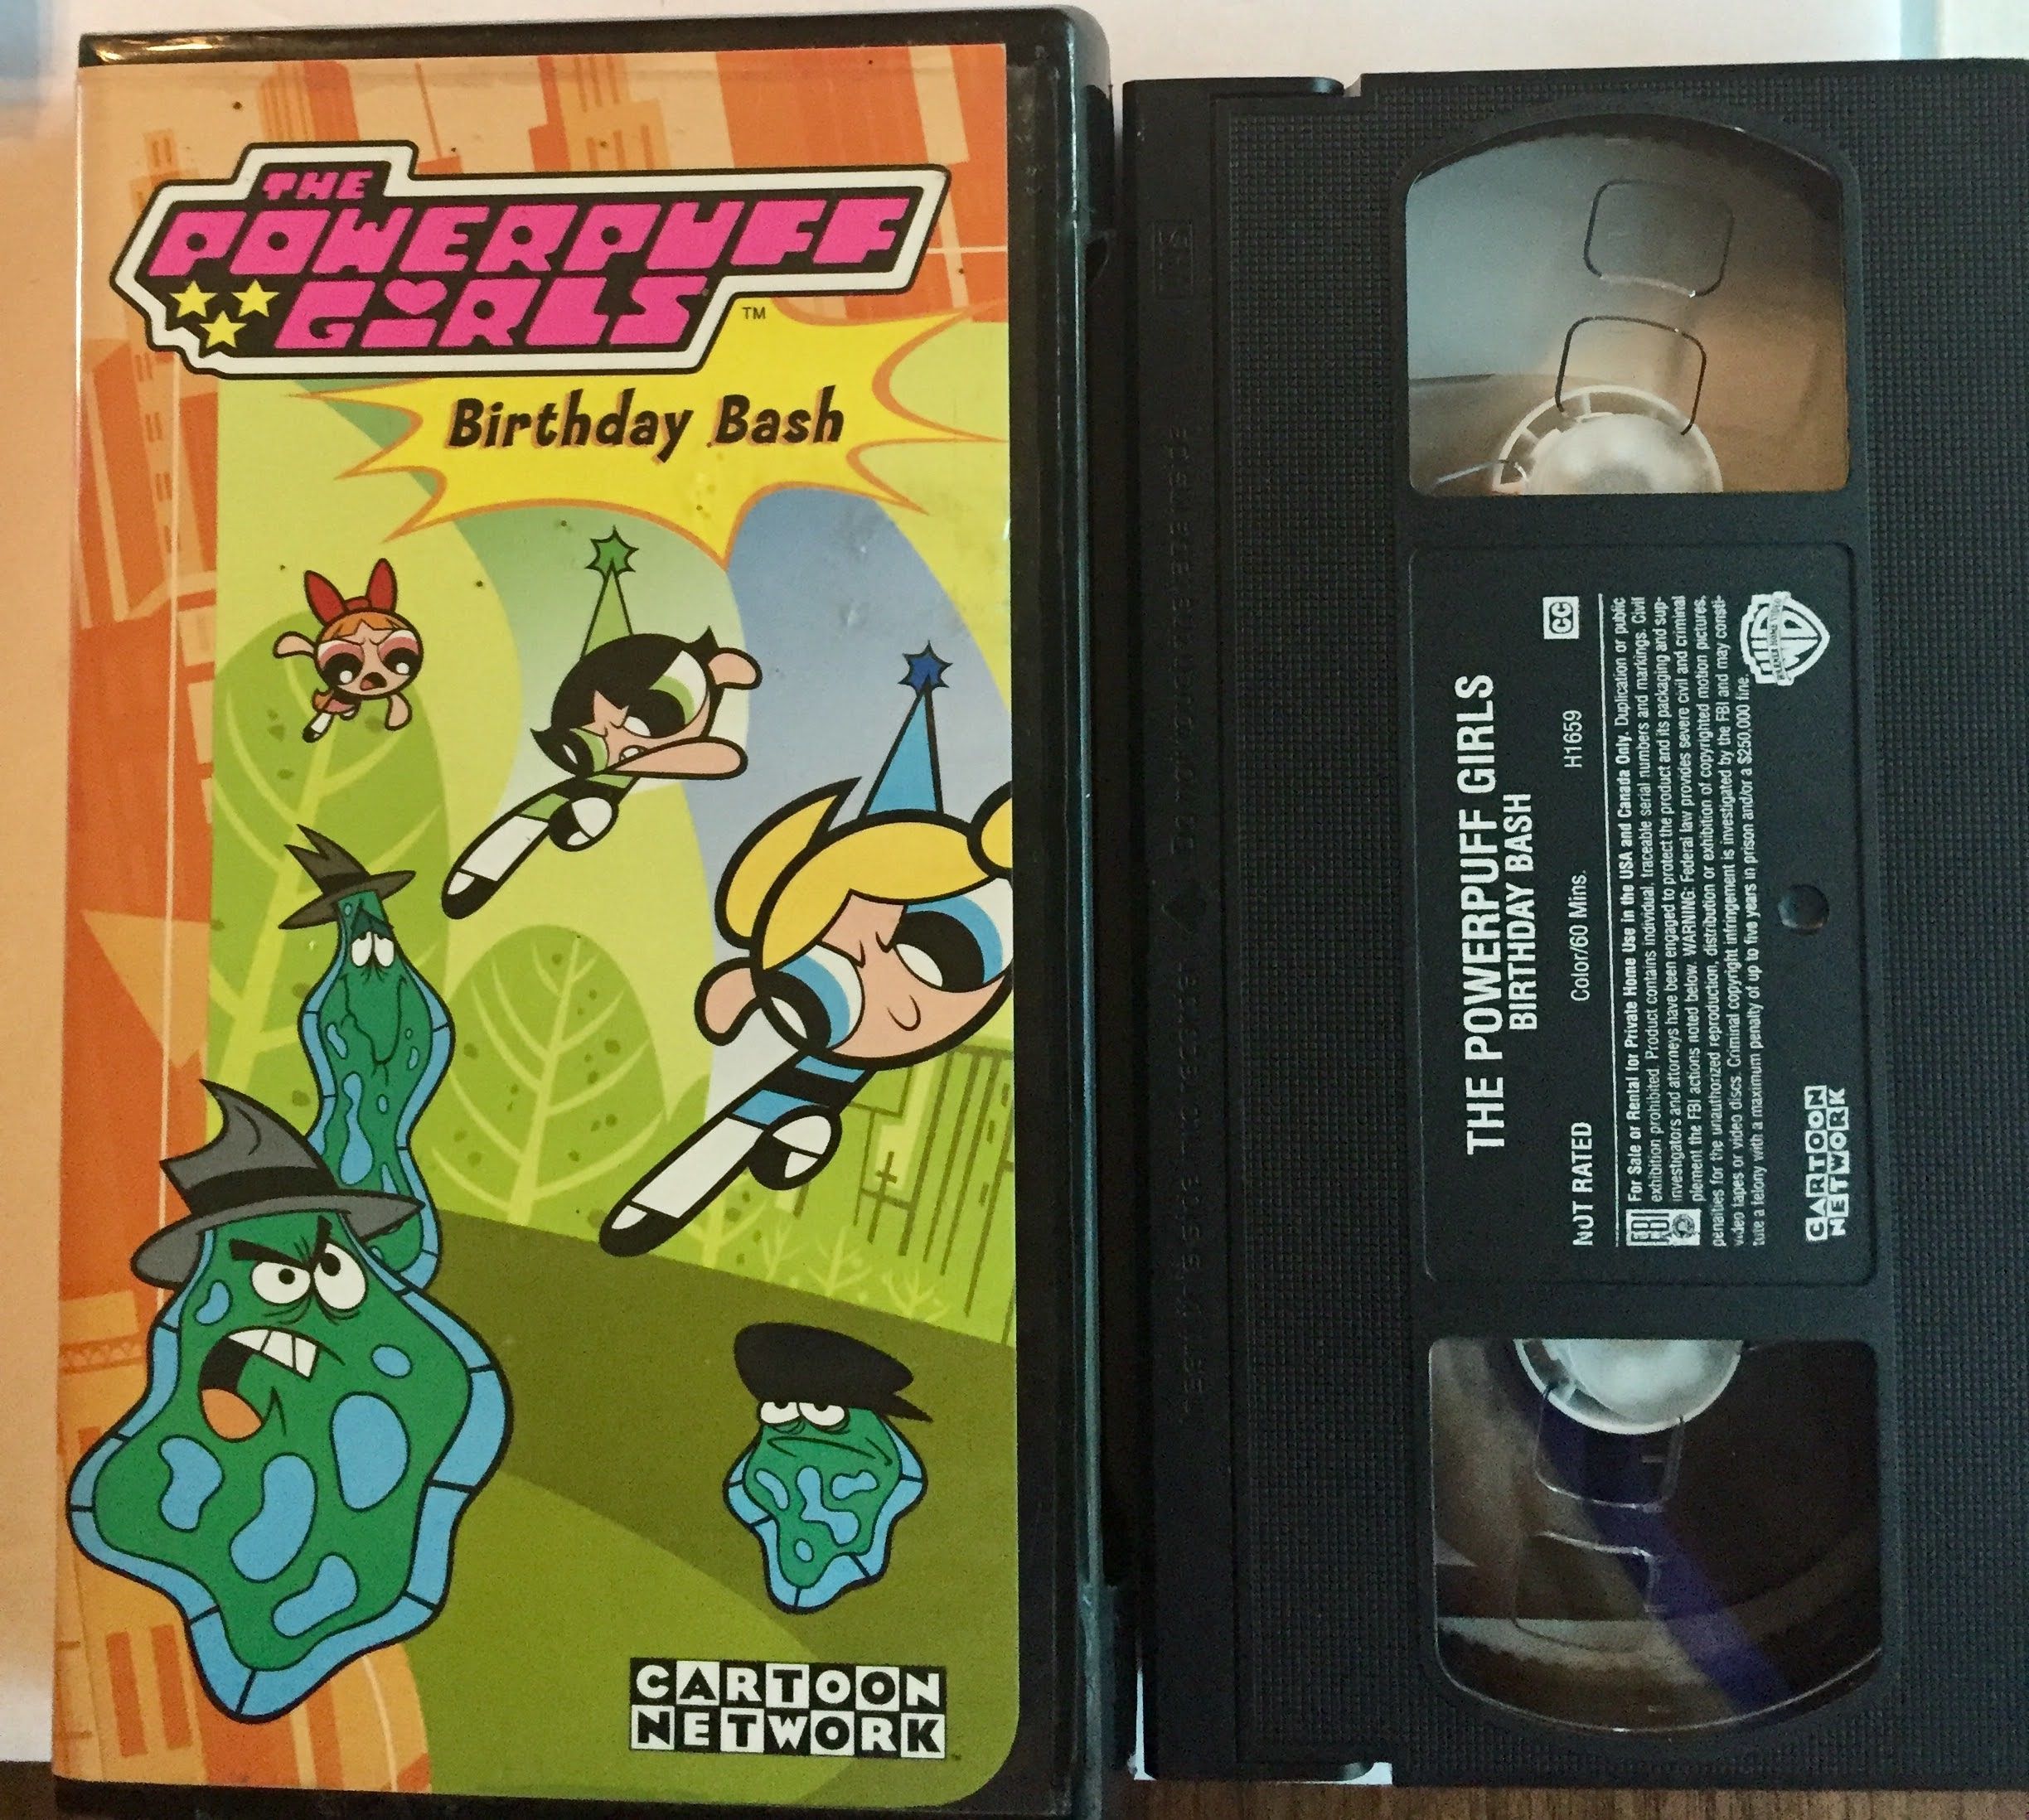 THE
POWERPUFF
GIRLS
TM
Birthday Bash
CARTOON
NETWORK
THE POWERPUFF GIRLS
BIRTHDAY BASH
NOT RATED Color/60 Mins. H1659 CC
For Sale or Rental for Private Home Use in the USA and Canada Only. Duplication or public
exhibition prohibited. Product contains individual, traceable serial numbers and markings. Civil
investigators and attorneys have been engaged to protect the product and its packaging and sup-
plement the FBI actions noted below. WARNING: Federal law provides severe civil and criminal
penalties for the unauthorized reproduction, distribution or exhibition of copyrighted motion pictures,
video tapes or video discs. Criminal copyright infringement is investigated by the FBI and may consti-
tute a felony with a maximum penalty of up to five years in prison and/or a $250,000 fine.
FBI
WB
CARTOON
NETWORK
VHS